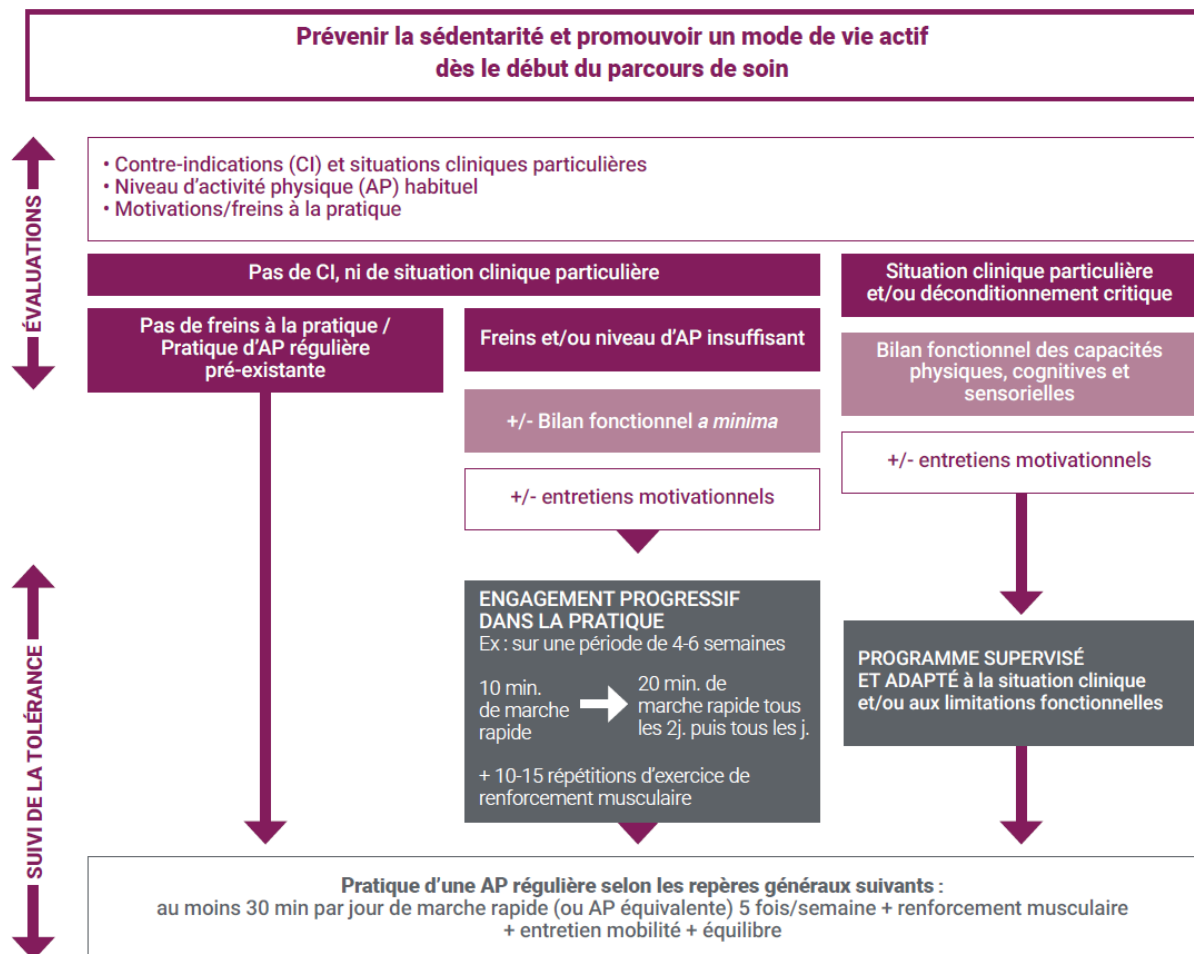 Prévenir la sédentarité et promouvoir un mode de vie actif
dès le début du parcours de soin
ÉVALUATIONS
• Contre-indications (CI) et situations cliniques particulières
• Niveau d'activité physique (AP) habituel
• Motivations/freins à la pratique
Pas de CI, ni de situation clinique particulière
Pas de freins à la pratique /
Pratique d'AP régulière
pré-existante
Freins et/ou niveau d'AP insuffisant
+/- Bilan fonctionnel a minima
+/- entretiens motivationnels
Situation clinique particulière
et/ou déconditionnement critique
Bilan fonctionnel des capacités
physiques, cognitives et
sensorielles
+/- entretiens motivationnels
SUIVI DE LA TOLÉRANCE
ENGAGEMENT PROGRESSIF
DANS LA PRATIQUE
Ex : sur une période de 4-6 semaines
10 min.
de marche
rapide
20 min. de
marche rapide tous
les 2j. puis tous les j.
+ 10-15 répétitions d'exercice de
renforcement musculaire
PROGRAMME SUPERVISÉ
ET ADAPTÉ à la situation clinique
et/ou aux limitations fonctionnelles
Pratique d'une AP régulière selon les repères généraux suivants :
au moins 30 min par jour de marche rapide (ou AP équivalente) 5 fois/semaine + renforcement musculaire
+ entretien mobilité + équilibre